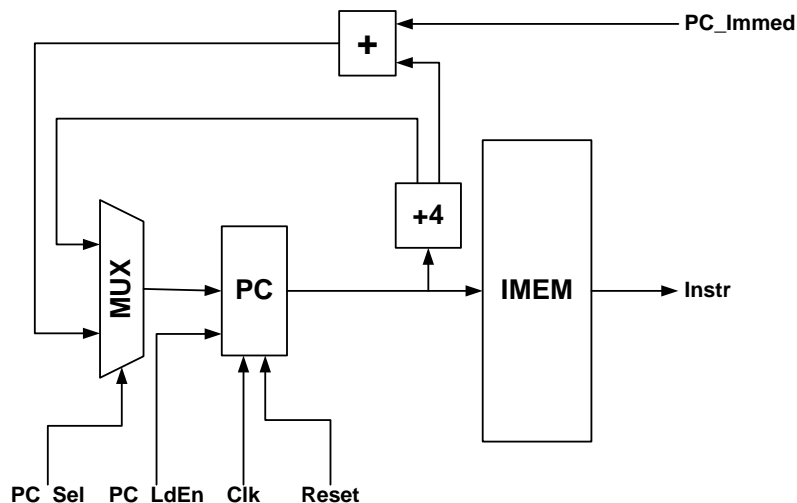 PC_Immed
+
+4
MUX
PC
IMEM
Instr
PC_Sel
PC_LdEn
Clk
Reset